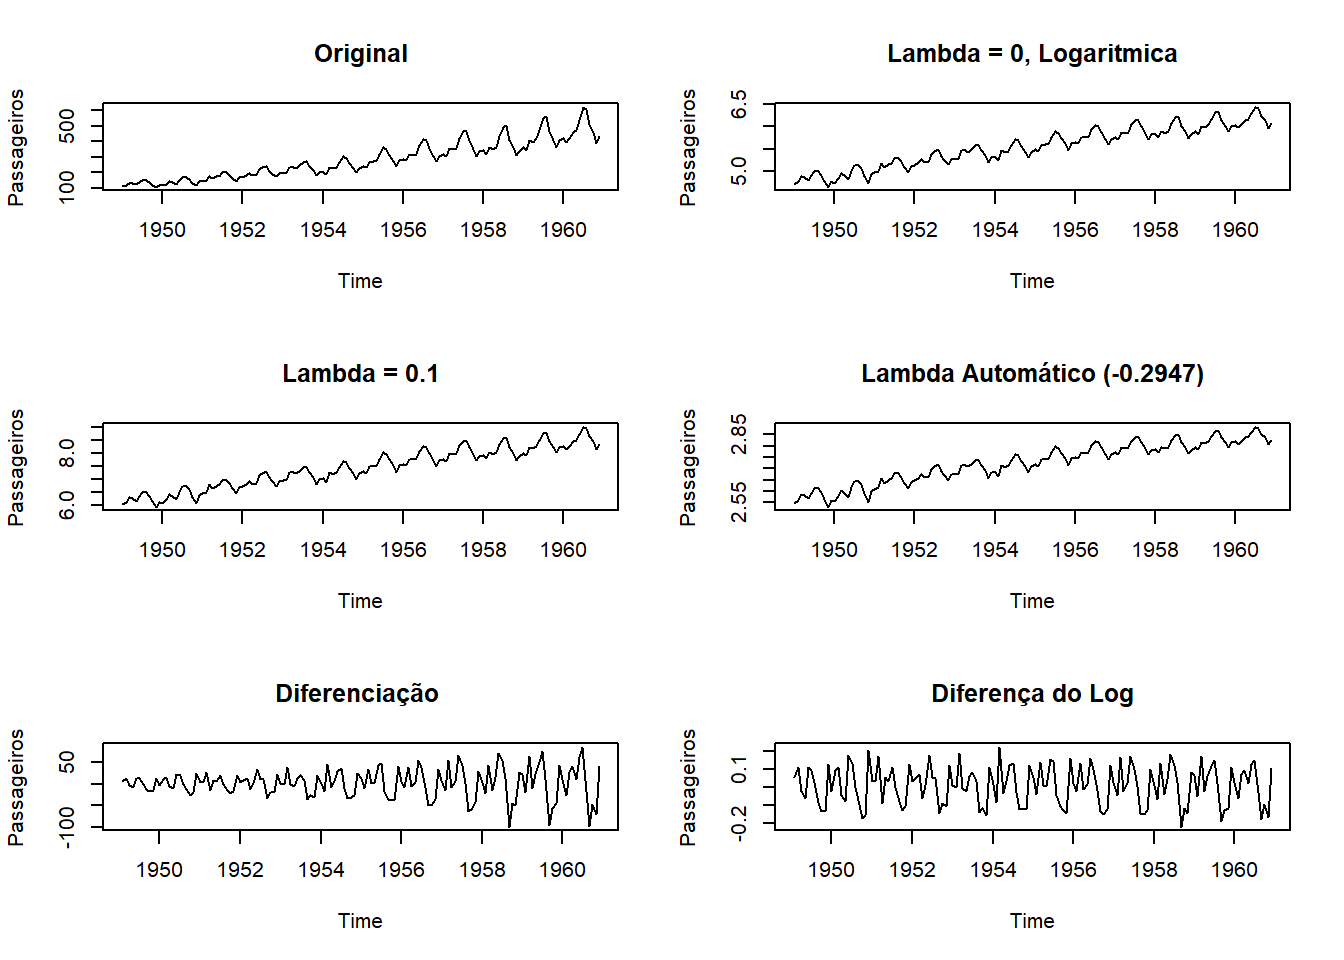 Original
Passageiros
100 500
1950 1952 1954 1956 1958 1960
Time
Lambda = 0, Logaritmica
Passageiros
5.0 6.5
1950 1952 1954 1956 1958 1960
Time
Lambda = 0.1
Passageiros
6.0 8.0
1950 1952 1954 1956 1958 1960
Time
Lambda Automático (-0.2947)
Passageiros
2.55 2.85
1950 1952 1954 1956 1958 1960
Time
Diferenciação
Passageiros
-100 50
1950 1952 1954 1956 1958 1960
Time
Diferença do Log
Passageiros
-0.2 0.1
1950 1952 1954 1956 1958 1960
Time